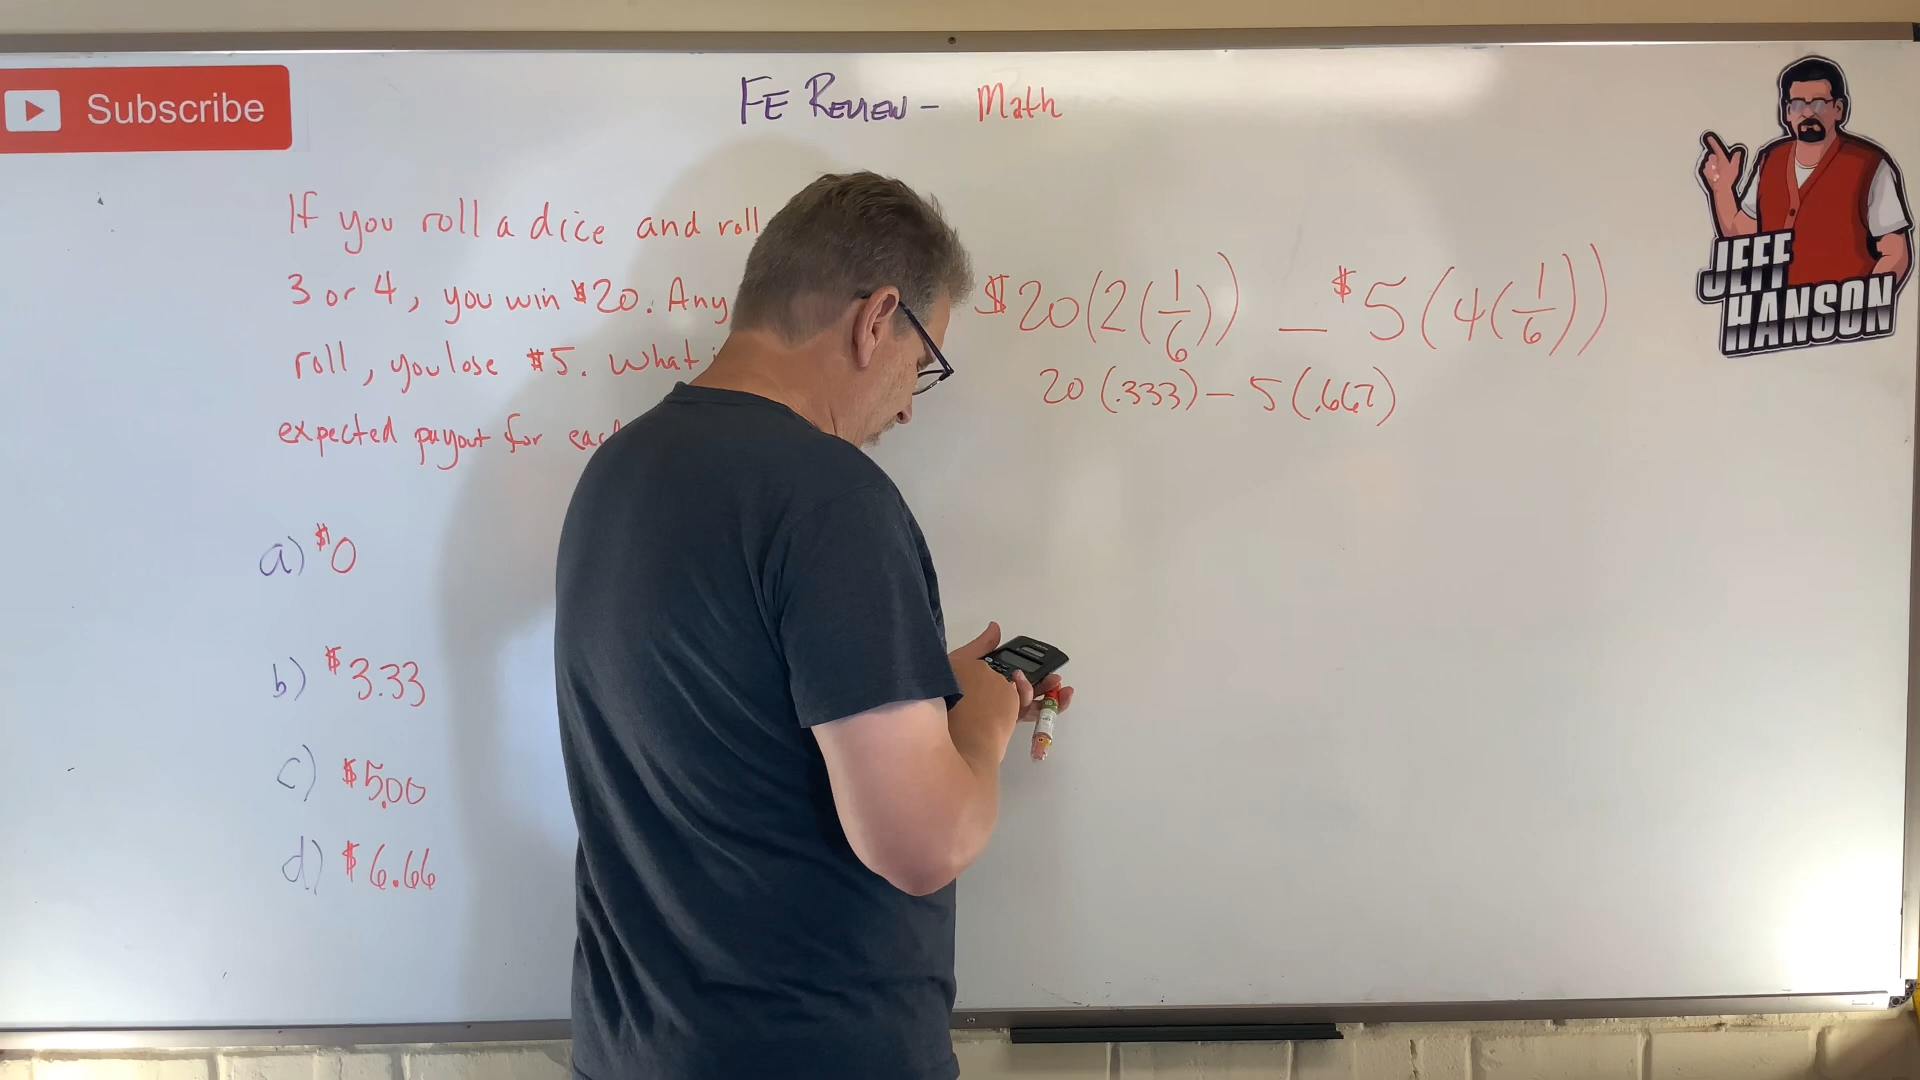 Subscribe
FE REVIEW - Math
If you roll a dice and roll
3 or 4, you win $20. Any
roll, you lose $5. What
expected payout for each
a) $0
b) $3.33
c) $5.00
d) $6.66
$20(2(1/6)) - $5(4(1/6))
20(.333) - 5(.667)
JEFF
HANSON